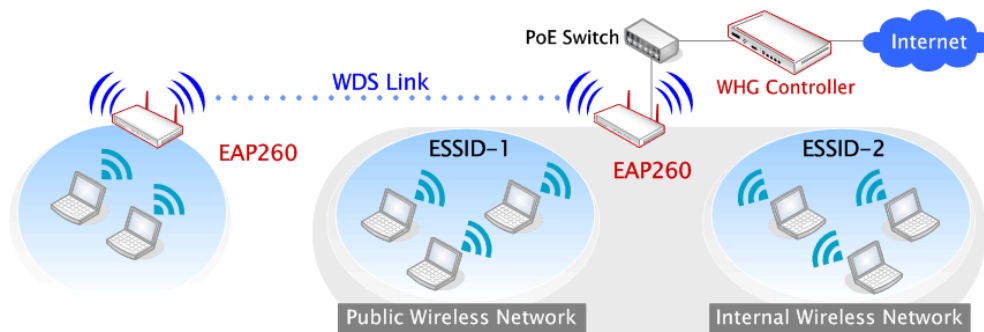 PoE Switch
Internet
WDS Link
WHG Controller
EAP260
ESSID-1
EAP260
ESSID-2
Public Wireless Network
Internal Wireless Network